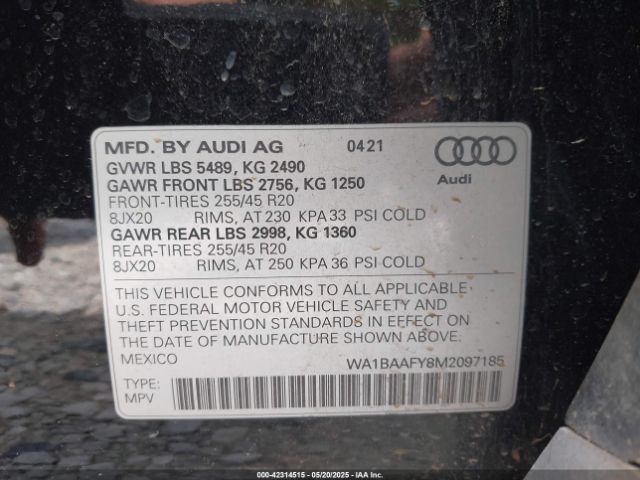 MFD. BY AUDI AG 0421
GVWR LBS 5489, KG 2490
GAWR FRONT LBS 2756, KG 1250
FRONT-TIRES 255/45 R20
8JX20 RIMS, AT 230 KPA 33 PSI COLD
GAWR REAR LBS 2998, KG 1360
REAR-TIRES 255/45 R20
8JX20 RIMS, AT 250 KPA 36 PSI COLD
Audi
THIS VEHICLE CONFORMS TO ALL APPLICABLE
U.S. FEDERAL MOTOR VEHICLE SAFETY AND
THEFT PREVENTION STANDARDS IN EFFECT ON
THE DATE OF MANUFACTURE SHOWN ABOVE.
MEXICO WA1BAAFY8M2097185
TYPE:
MPV
000-42314515 - 05/20/2025 - IAA Inc.